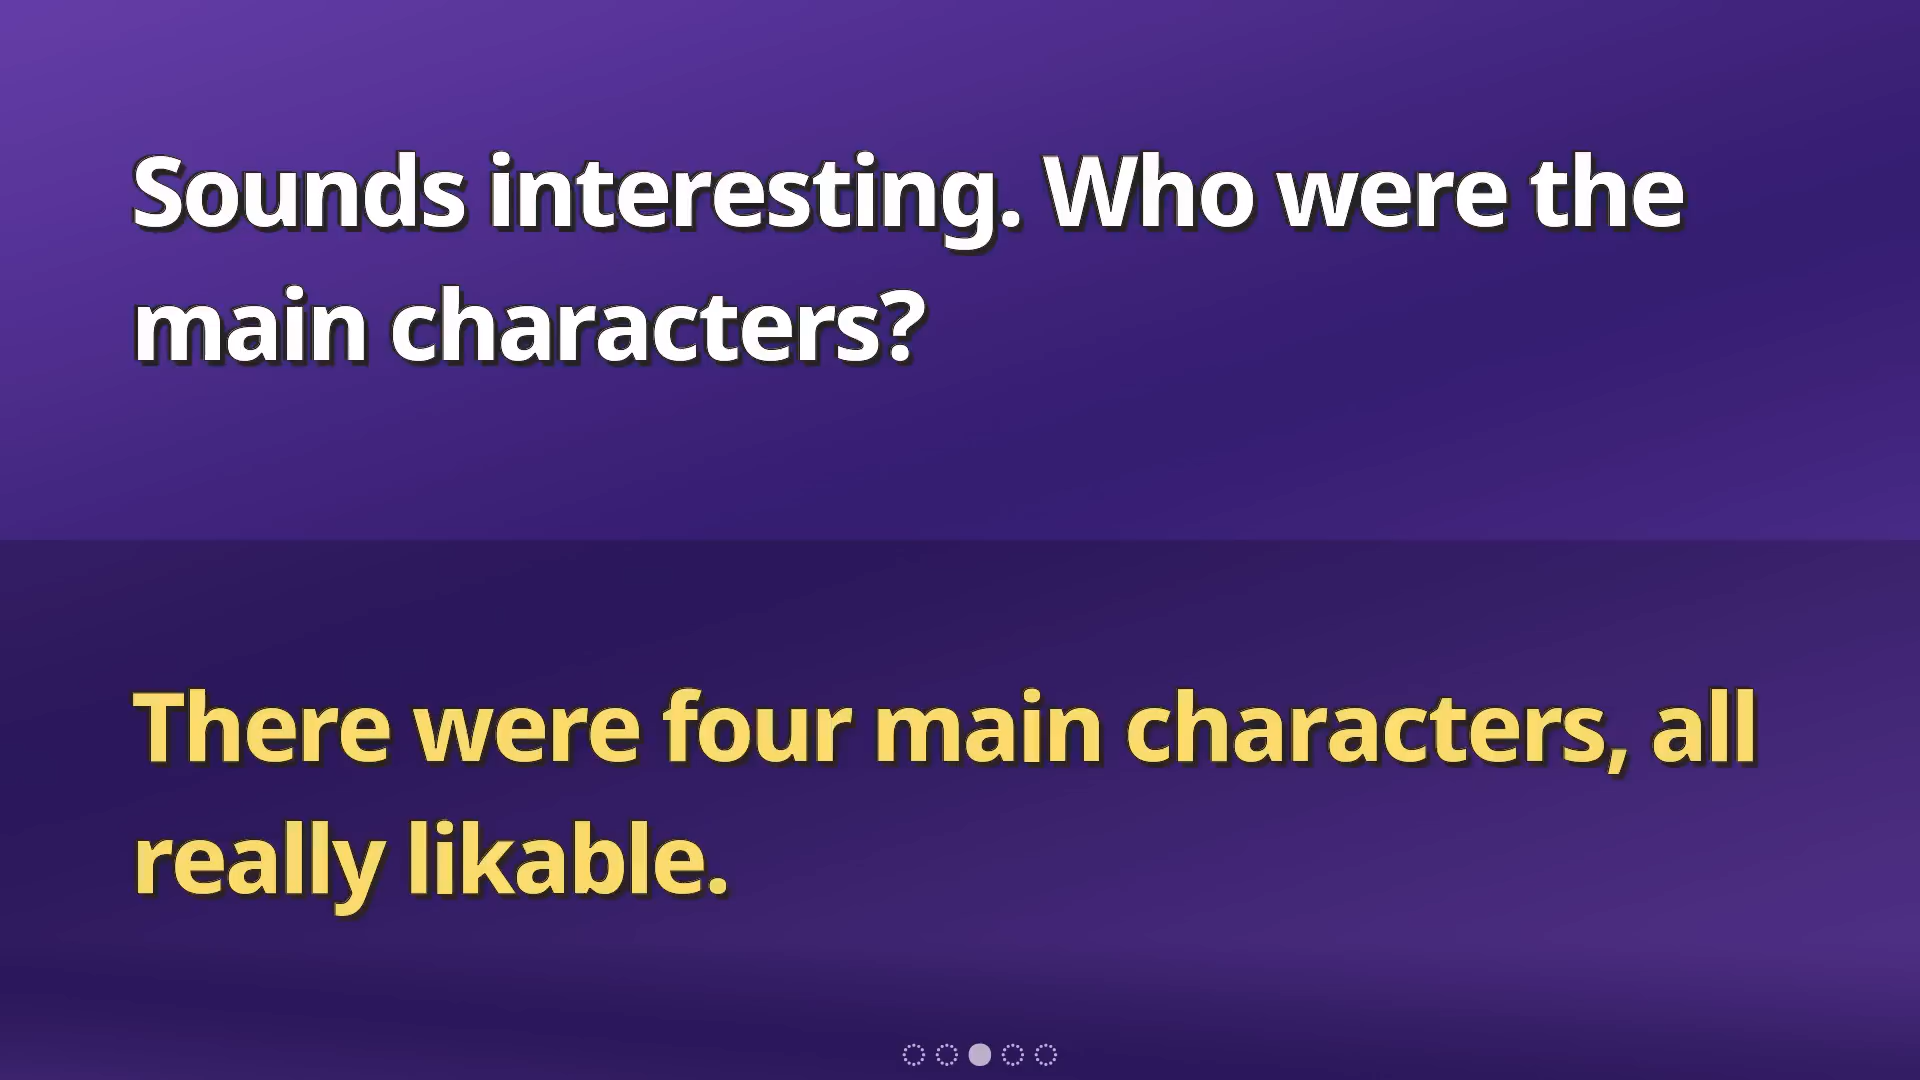 Sounds interesting. Who were the
main characters?
There were four main characters, all
really likable.